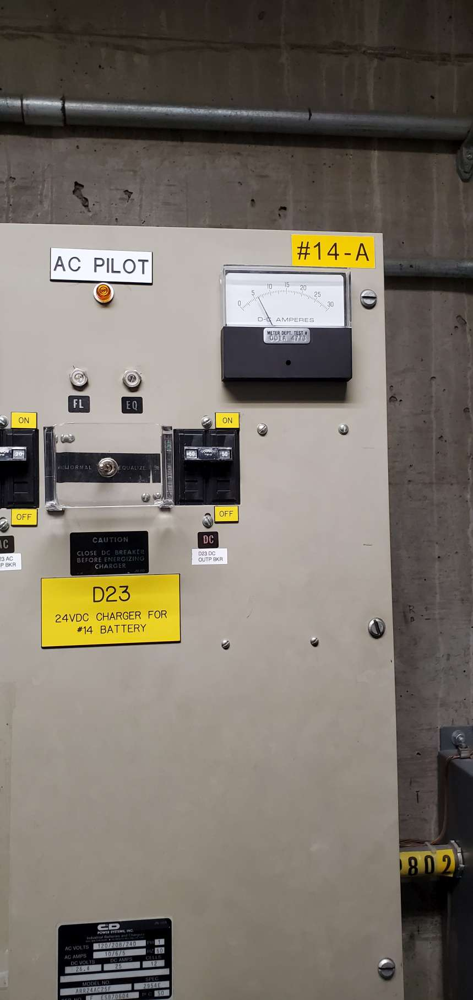 #14-A
AC PILOT
0 5 10 15 20 25 30
D-C AMPERES
METER DEPT. TEST #
001A 4773
FL
EQ
ON
ON
20
50 50
NORMAL EQUALIZE
OFF
OFF
AC
DC
23 AC
P BKR
D23 DC
OUTP BKR
CAUTION
CLOSE DC BREAKER
BEFORE ENERGIZING
CHARGER
D23
24VDC CHARGER FOR
#14 BATTERY
802
C&D
POWER SYSTEMS, INC.
Industrial Batteries and Chargers
AC VOLTS 120/208/240 PH 1
AC AMPS 10/6/5 HZ 60
DC VOLTS DC AMPS CELLS
26.4 25 12
MODEL NO. SPEC.
ARR24AC25F 2954E
ESB70604 50